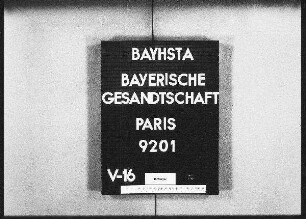 BAYHSTA
BAYERISCHE
GESANDTSCHAFT
PARIS
9201
V-16